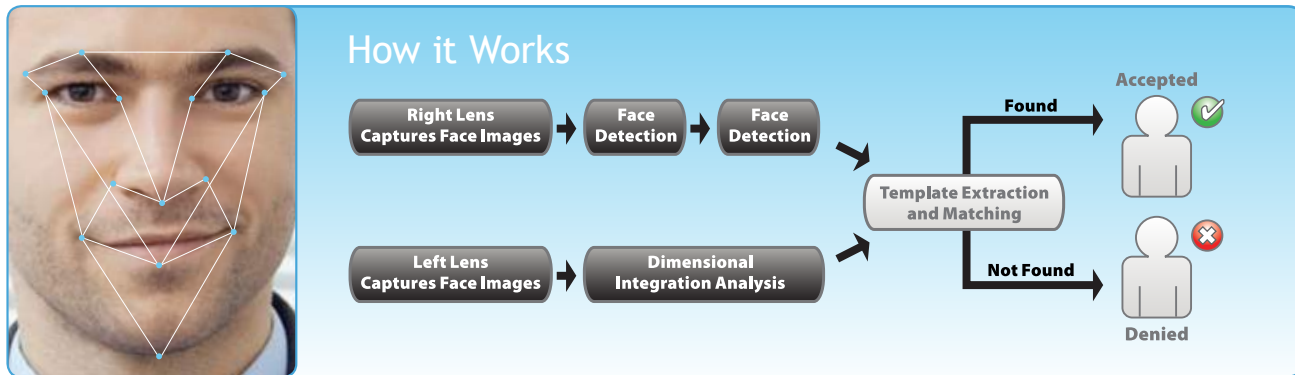 How it Works
Right Lens
Captures Face Images
Face
Detection
Face
Detection
Left Lens
Captures Face Images
Dimensional
Integration Analysis
Template Extraction
and Matching
Found
Accepted
Not Found
Denied